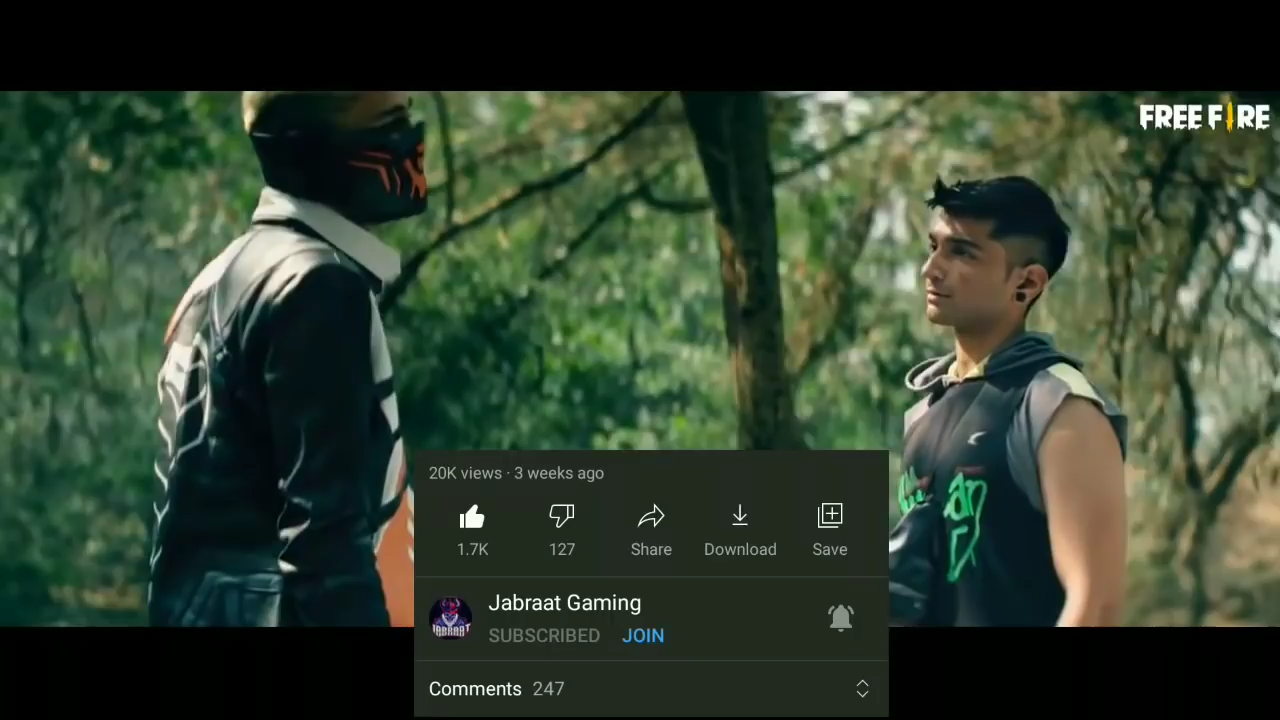 FREE FIRE
20K views · 3 weeks ago
1.7K 127 Share Download Save
Jabraat Gaming
SUBSCRIBED JOIN
Comments 247